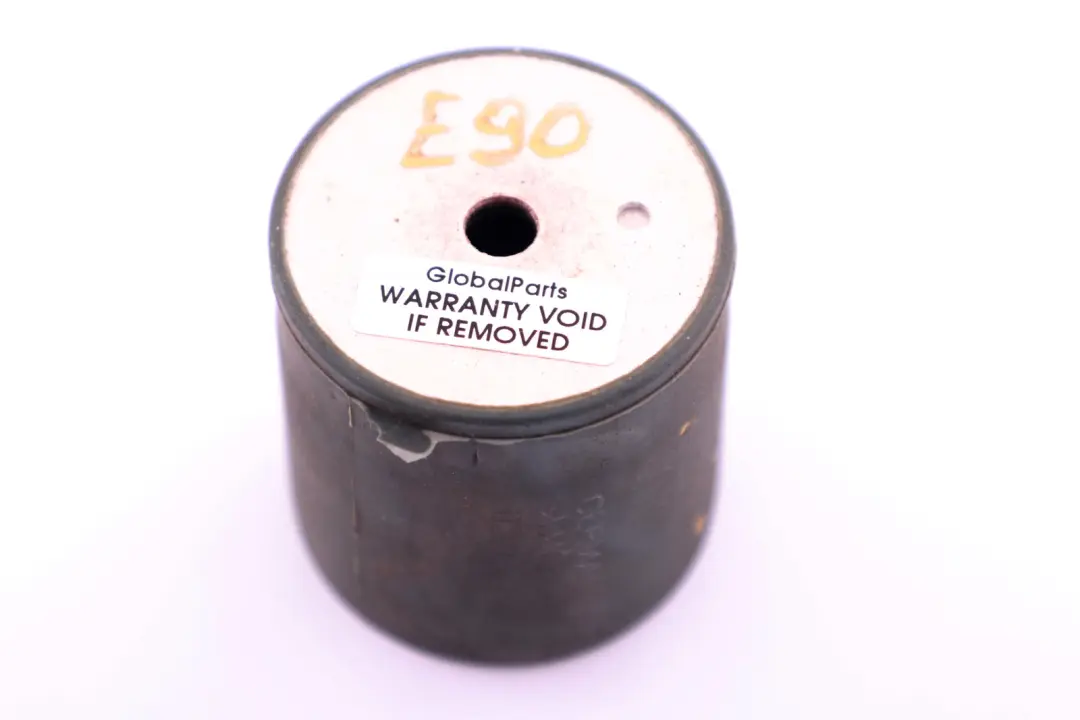 E90
GlobalParts
WARRANTY VOID
IF REMOVED